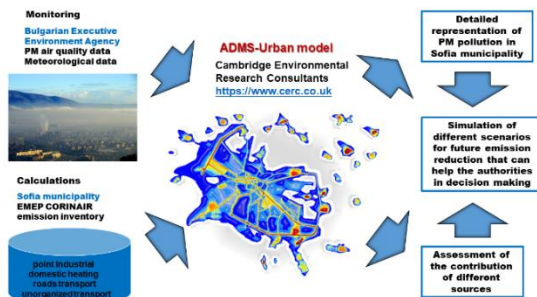 Monitoring
Bulgarian Executive
Environment Agency
PM air quality data
Meteorological data
Calculations
Sofia municipality
EMEP CORINAIR
emission inventory
point industrial
domestic heating
roads transport
unorganized transport
ADMS-Urban model
Cambridge Environmental
Research Consultants
https://www.cerc.co.uk
Detailed
representation of
PM pollution in
Sofia municipality
Simulation of
different scenarios
for future emission
reduction that can
help the authorities
in decision making
Assessment of
the contribution of
different sources